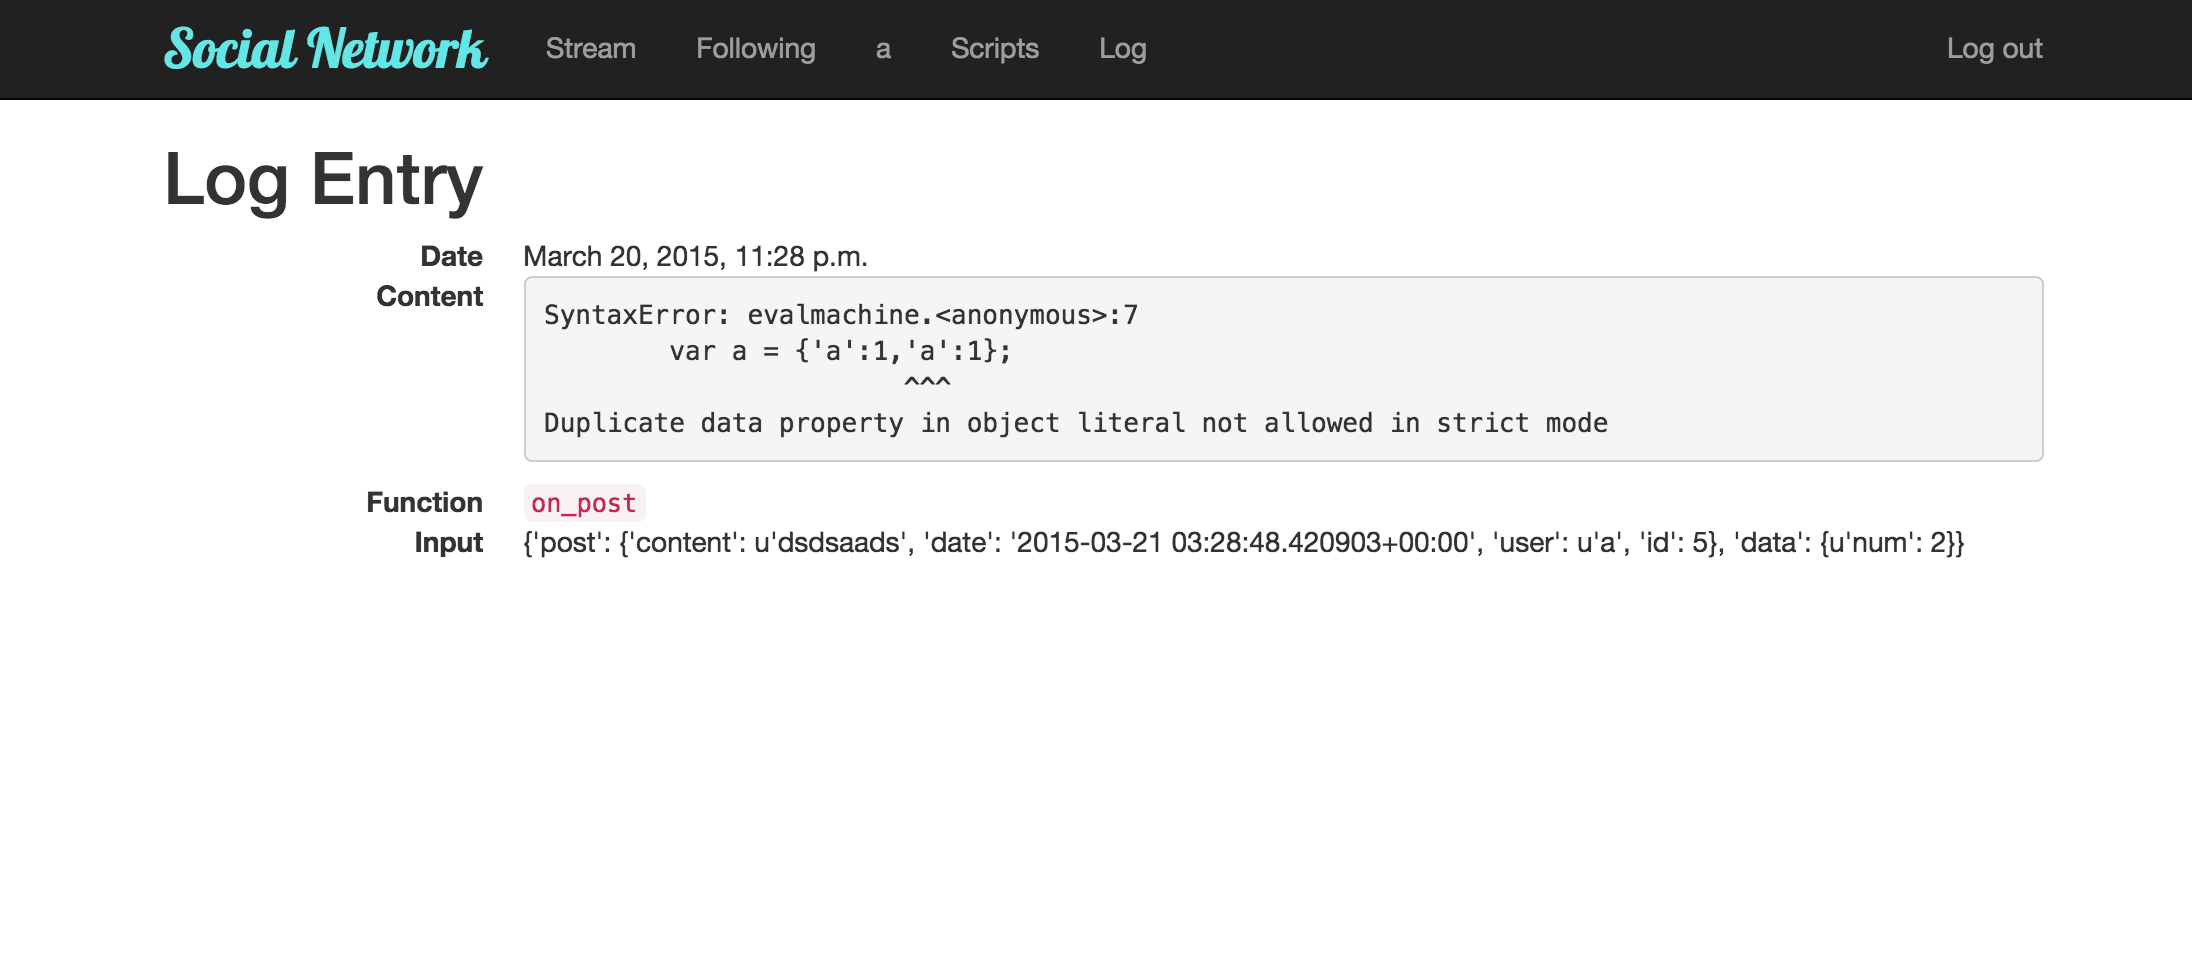 Social Network Stream Following a Scripts Log Log out
Log Entry
Date March 20, 2015, 11:28 p.m.
Content
SyntaxError: evalmachine.<anonymous>:7
        var a = {'a':1,'a':1};
                       ^^^
Duplicate data property in object literal not allowed in strict mode
Function on_post
Input {'post': {'content': u'dsdsaads', 'date': '2015-03-21 03:28:48.420903+00:00', 'user': u'a', 'id': 5}, 'data': {u'num': 2}}